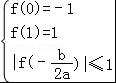 f(0)=-1
f(1)=1
|f(-b/2a)|≤1